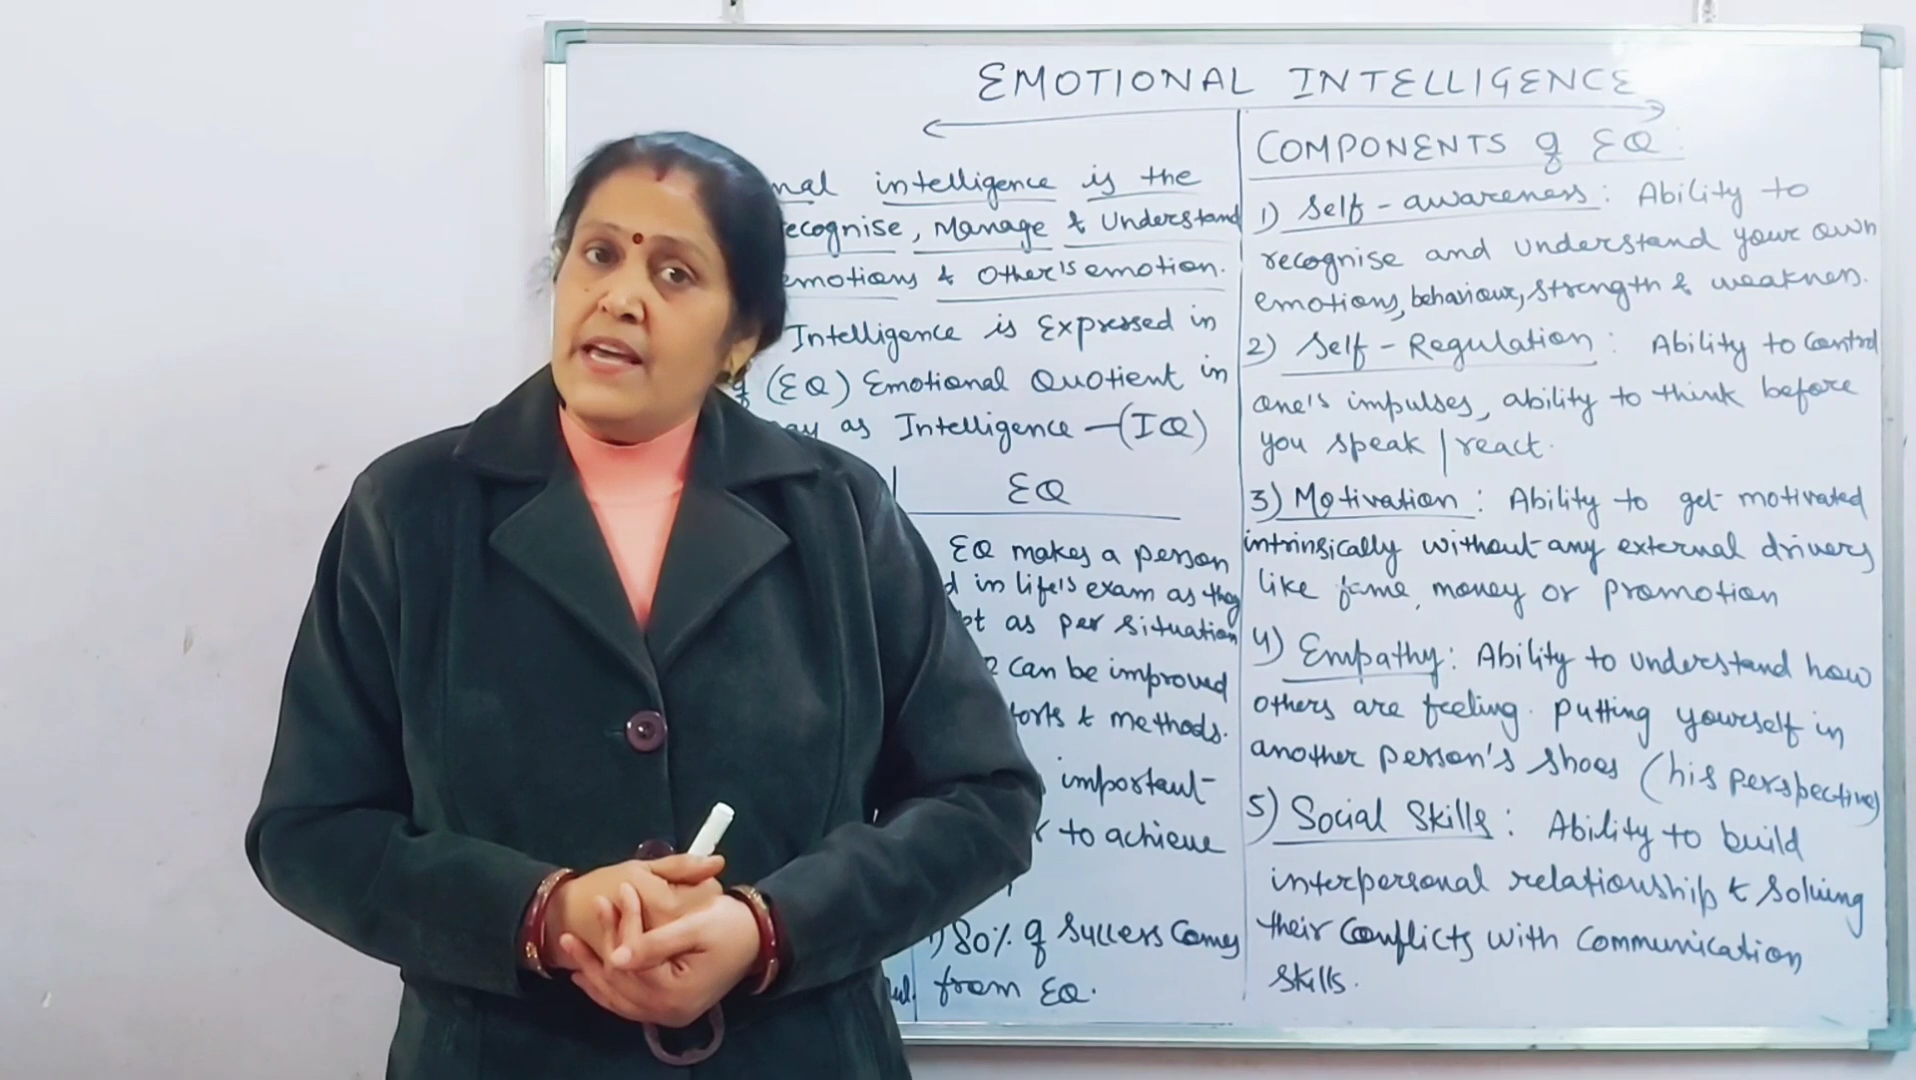 EMOTIONAL INTELLIGENCE
nal intelligence is the
ecognise, Manage & Understand
emotions & Other's emotion.
Intelligence is Expressed in
of (EQ) Emotional Quotient in
ay as Intelligence - (IQ)
EQ
EQ makes a person
d in life's exam as they
pt as per situation
can be improved
forts & methods.
important
r to achieve
80% of Success Comes
ul. from EQ.
COMPONENTS of EQ:
1) Self-awareness: Ability to
recognise and understand your own
emotions, behaviour, strength & weakness.
2) Self-Regulation: Ability to Control
one's impulses, ability to think before
you speak / react.
3) Motivation: Ability to get motivated
intrinsically without any external drivers
like fame, money or promotion
4) Empathy: Ability to understand how
others are feeling. Putting yourself in
another person's shoes (his perspective)
5) Social Skills: Ability to build
interpersonal relationship & Solving
their Conflicts with Communication
skills.